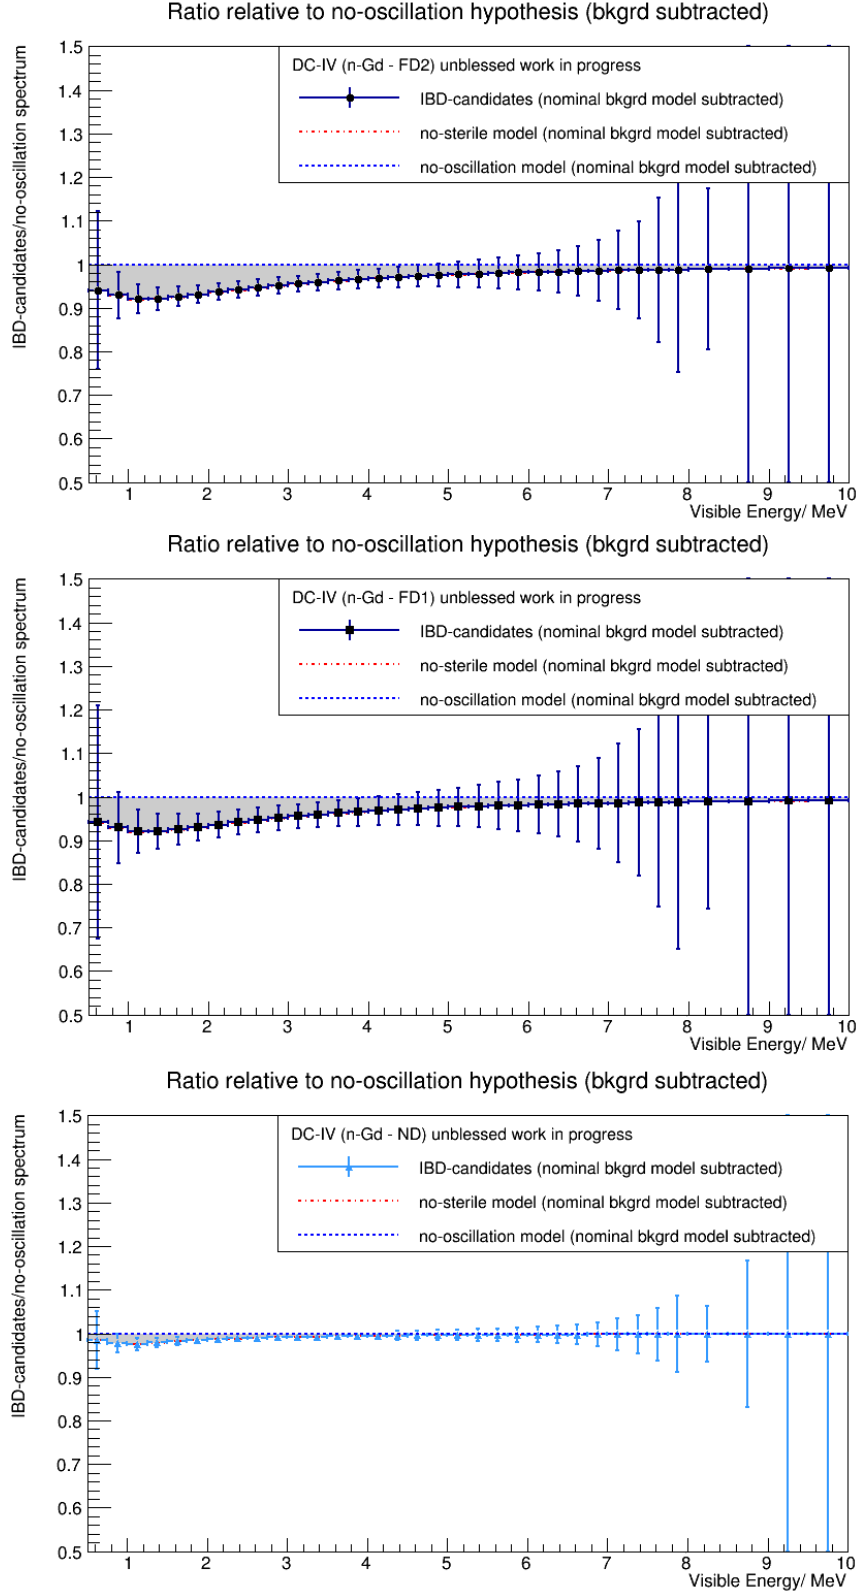 Ratio relative to no-oscillation hypothesis (bkgrd subtracted)
IBD-candidates/no-oscillation spectrum
1.5
1.4
1.3
1.2
1.1
1
0.9
0.8
0.7
0.6
0.5
DC-IV (n-Gd - FD2) unblessed work in progress
IBD-candidates (nominal bkgrd model subtracted)
no-sterile model (nominal bkgrd model subtracted)
no-oscillation model (nominal bkgrd model subtracted)
1 2 3 4 5 6 7 8 9 10
Visible Energy/ MeV
Ratio relative to no-oscillation hypothesis (bkgrd subtracted)
IBD-candidates/no-oscillation spectrum
1.5
1.4
1.3
1.2
1.1
1
0.9
0.8
0.7
0.6
0.5
DC-IV (n-Gd - FD1) unblessed work in progress
IBD-candidates (nominal bkgrd model subtracted)
no-sterile model (nominal bkgrd model subtracted)
no-oscillation model (nominal bkgrd model subtracted)
1 2 3 4 5 6 7 8 9 10
Visible Energy/ MeV
Ratio relative to no-oscillation hypothesis (bkgrd subtracted)
IBD-candidates/no-oscillation spectrum
1.5
1.4
1.3
1.2
1.1
1
0.9
0.8
0.7
0.6
0.5
DC-IV (n-Gd - ND) unblessed work in progress
IBD-candidates (nominal bkgrd model subtracted)
no-sterile model (nominal bkgrd model subtracted)
no-oscillation model (nominal bkgrd model subtracted)
1 2 3 4 5 6 7 8 9 10
Visible Energy/ MeV